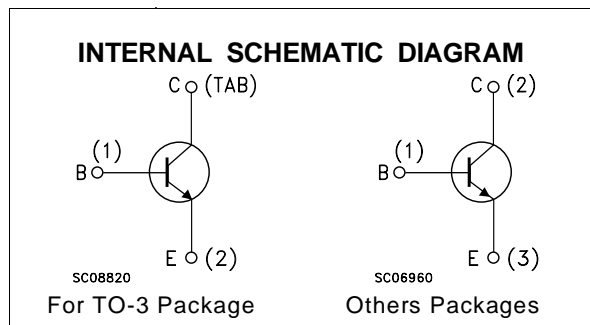 INTERNAL SCHEMATIC DIAGRAM
C (TAB) C (2)
(1) (1)
B B
E (2) E (3)
SC08820 SC06960
For TO-3 Package Others Packages